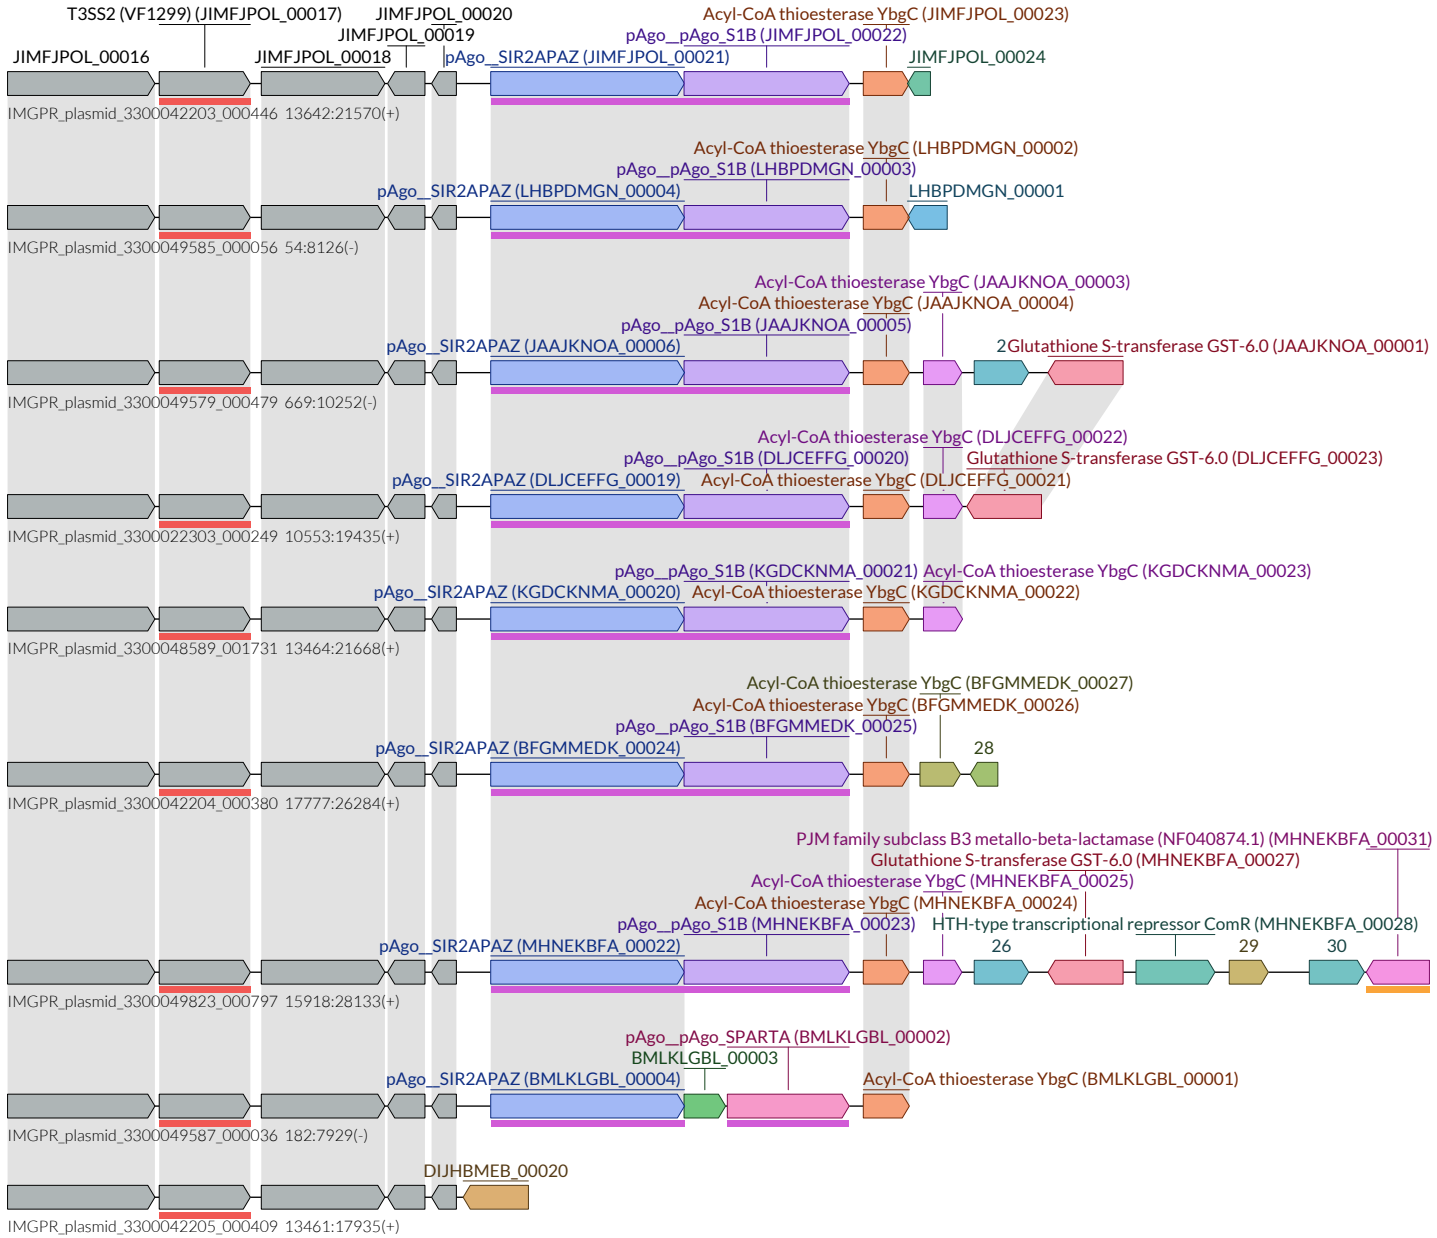 T3SS2 (VF1299) (JIMFJPOL_00017)
JIMFJPOL_00020
Acyl-CoA thioesterase YbgC (JIMFJPOL_00023)
JIMFJPOL_00019
pAgo__pAgo_S1B (JIMFJPOL_00022)
JIMFJPOL_00016
JIMFJPOL_00018
pAgo__SIR2APAZ (JIMFJPOL_00021)
JIMFJPOL_00024
IMGPR_plasmid_3300042203_000446 13642:21570(+)
Acyl-CoA thioesterase YbgC (LHBPDMGN_00002)
pAgo__pAgo_S1B (LHBPDMGN_00003)
pAgo__SIR2APAZ (LHBPDMGN_00004)
LHBPDMGN_00001
IMGPR_plasmid_3300049585_000056 54:8126(-)
Acyl-CoA thioesterase YbgC (JAAJKNOA_00003)
Acyl-CoA thioesterase YbgC (JAAJKNOA_00004)
pAgo__pAgo_S1B (JAAJKNOA_00005)
pAgo__SIR2APAZ (JAAJKNOA_00006)
2
Glutathione S-transferase GST-6.0 (JAAJKNOA_00001)
IMGPR_plasmid_3300049579_000479 669:10252(-)
Acyl-CoA thioesterase YbgC (DLJCEFFG_00022)
pAgo__pAgo_S1B (DLJCEFFG_00020)
Glutathione S-transferase GST-6.0 (DLJCEFFG_00023)
pAgo__SIR2APAZ (DLJCEFFG_00019)
Acyl-CoA thioesterase YbgC (DLJCEFFG_00021)
IMGPR_plasmid_3300022303_000249 10553:19435(+)
pAgo__pAgo_S1B (KGDCKNMA_00021)
Acyl-CoA thioesterase YbgC (KGDCKNMA_00023)
pAgo__SIR2APAZ (KGDCKNMA_00020)
Acyl-CoA thioesterase YbgC (KGDCKNMA_00022)
IMGPR_plasmid_3300048589_001731 13464:21668(+)
Acyl-CoA thioesterase YbgC (BFGMMEDK_00027)
Acyl-CoA thioesterase YbgC (BFGMMEDK_00026)
pAgo__pAgo_S1B (BFGMMEDK_00025)
pAgo__SIR2APAZ (BFGMMEDK_00024)
28
IMGPR_plasmid_3300042204_000380 17777:26284(+)
PJM family subclass B3 metallo-beta-lactamase (NF040874.1) (MHNEKBFA_00031)
Glutathione S-transferase GST-6.0 (MHNEKBFA_00027)
Acyl-CoA thioesterase YbgC (MHNEKBFA_00025)
Acyl-CoA thioesterase YbgC (MHNEKBFA_00024)
pAgo__pAgo_S1B (MHNEKBFA_00023)
HTH-type transcriptional repressor ComR (MHNEKBFA_00028)
pAgo__SIR2APAZ (MHNEKBFA_00022)
26
29
30
IMGPR_plasmid_3300049823_000797 15918:28133(+)
pAgo__pAgo_SPARTA (BMLKLGBL_00002)
BMLKLGBL_00003
pAgo__SIR2APAZ (BMLKLGBL_00004)
Acyl-CoA thioesterase YbgC (BMLKLGBL_00001)
IMGPR_plasmid_3300049587_000036 182:7929(-)
DIJHBMEB_00020
IMGPR_plasmid_3300042205_000409 13461:17935(+)